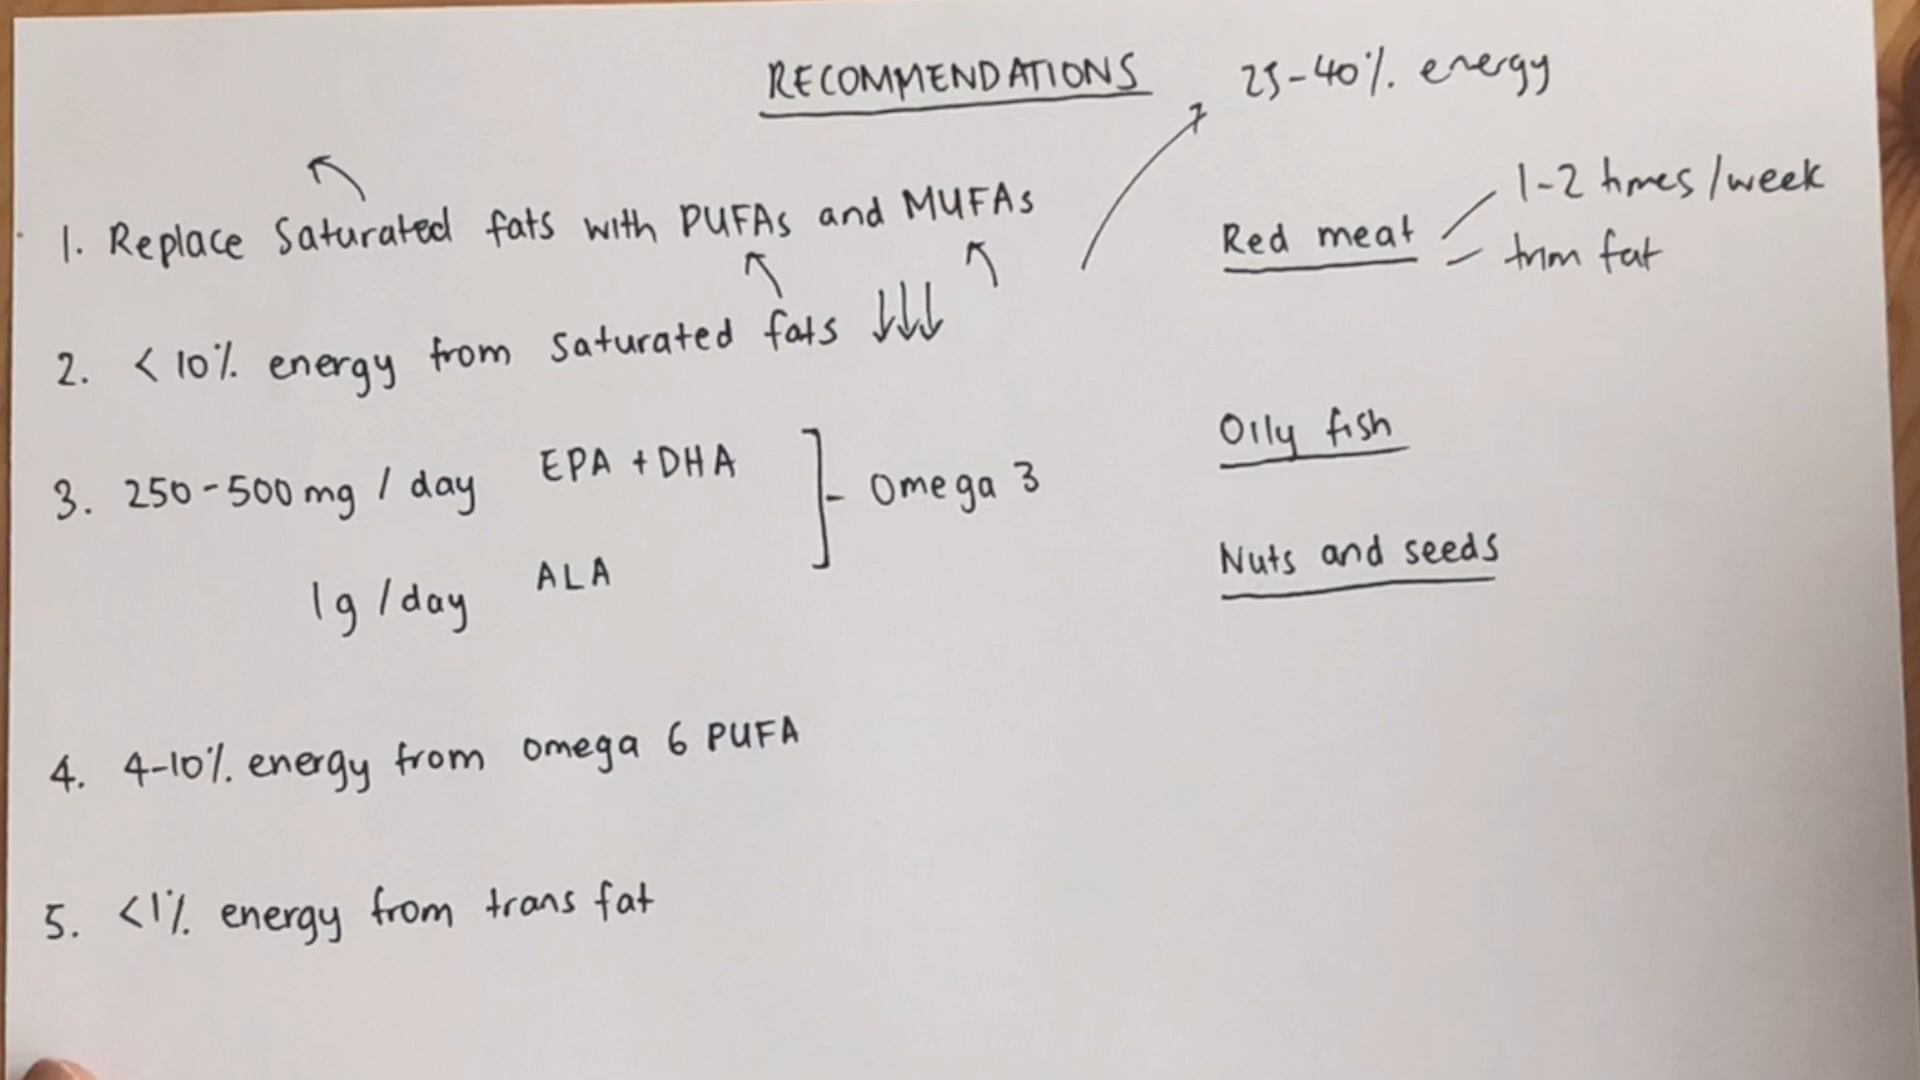 RECOMMENDATIONS
25-40% energy
1. Replace Saturated fats with PUFAs and MUFAs
2. < 10% energy from saturated fats ↓↓↓
3. 250-500 mg / day EPA + DHA
1g / day ALA
Omega 3
4. 4-10% energy from omega 6 PUFA
5. <1% energy from trans fat
Red meat
1-2 times / week
trim fat
Oily fish
Nuts and seeds